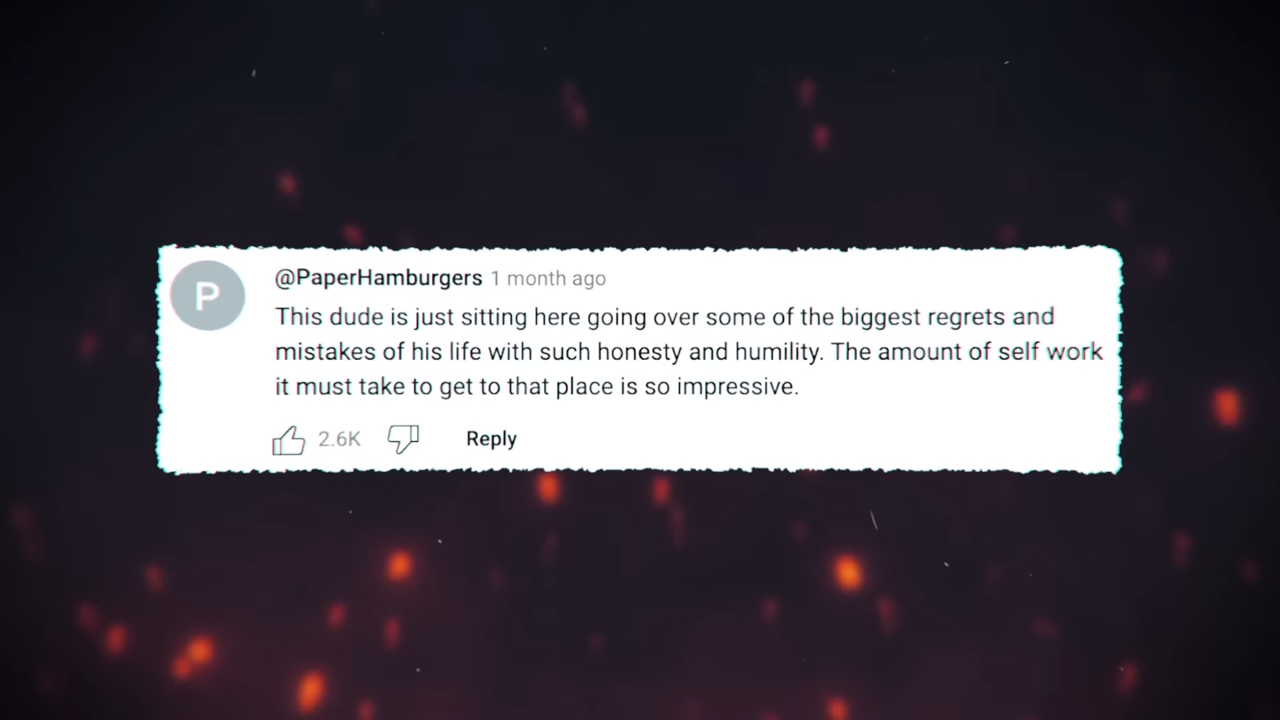 P
@PaperHamburgers 1 month ago
This dude is just sitting here going over some of the biggest regrets and
mistakes of his life with such honesty and humility. The amount of self work
it must take to get to that place is so impressive.
2.6K Reply